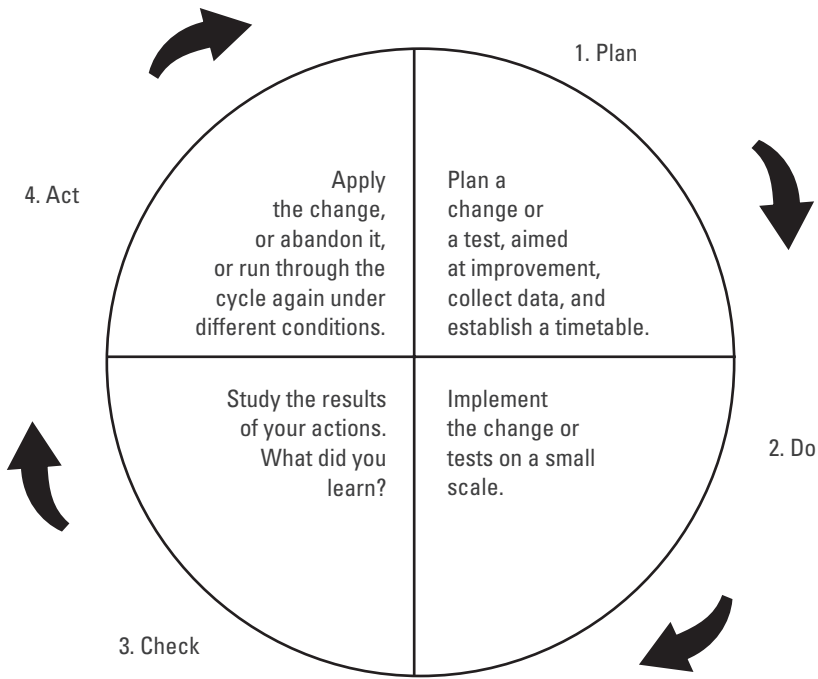 1. Plan
Plan a
change or
a test, aimed
at improvement,
collect data, and
establish a timetable.
2. Do
Implement
the change or
tests on a small
scale.
3. Check
Study the results
of your actions.
What did you
learn?
4. Act
Apply
the change,
or abandon it,
or run through the
cycle again under
different conditions.